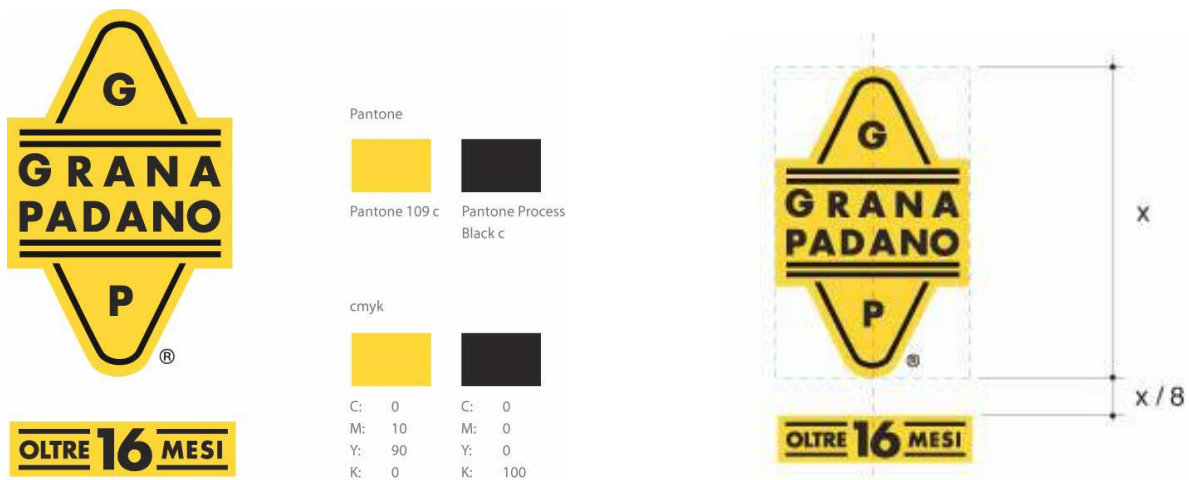 G
GRANA
PADANO
P
®
OLTRE 16 MESI
Pantone
Pantone 109 c
Pantone Process
Black c
cmyk
C: 0
M: 10
Y: 90
K: 0
C: 0
M: 0
Y: 0
K: 100
G
GRANA
PADANO
P
®
OLTRE 16 MESI
x
x / 8